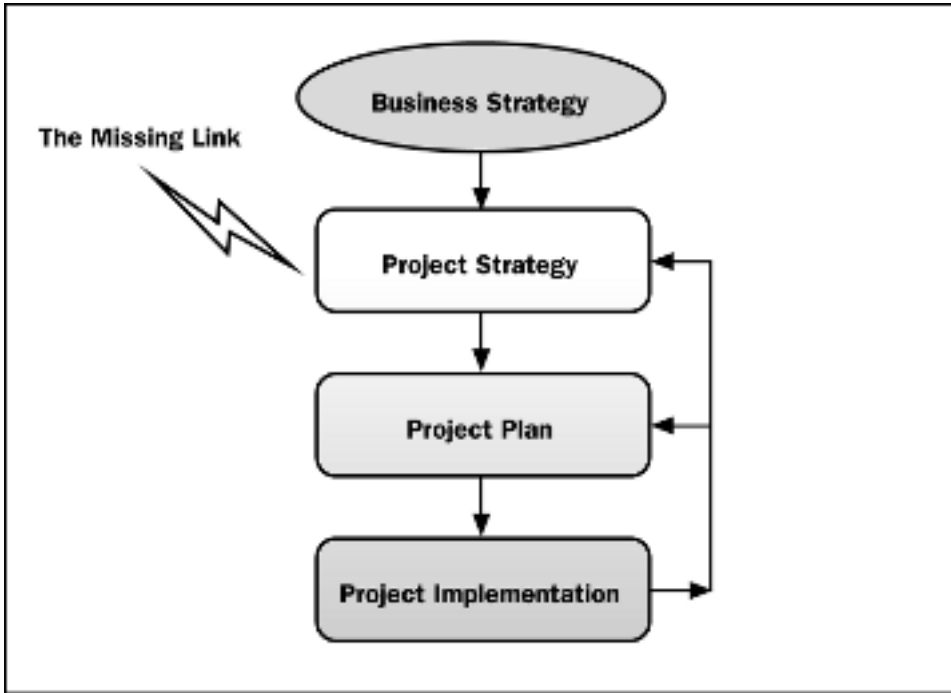 Business Strategy
The Missing Link
Project Strategy
Project Plan
Project Implementation